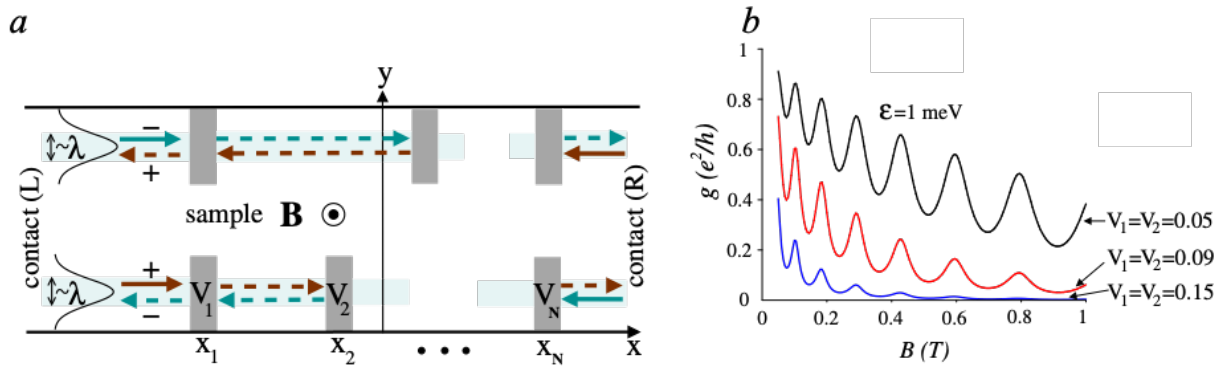 a
y
~λ
−
+
contact (L)
sample B
contact (R)
~λ
+
−
V1
V2
VN
x1
x2
• • •
xN
x
b
g (e²/h)
1
0.8
0.6
0.4
0.2
0
ε=1 meV
V1=V2=0.05
V1=V2=0.09
V1=V2=0.15
0
0.2
0.4
0.6
0.8
1
B (T)